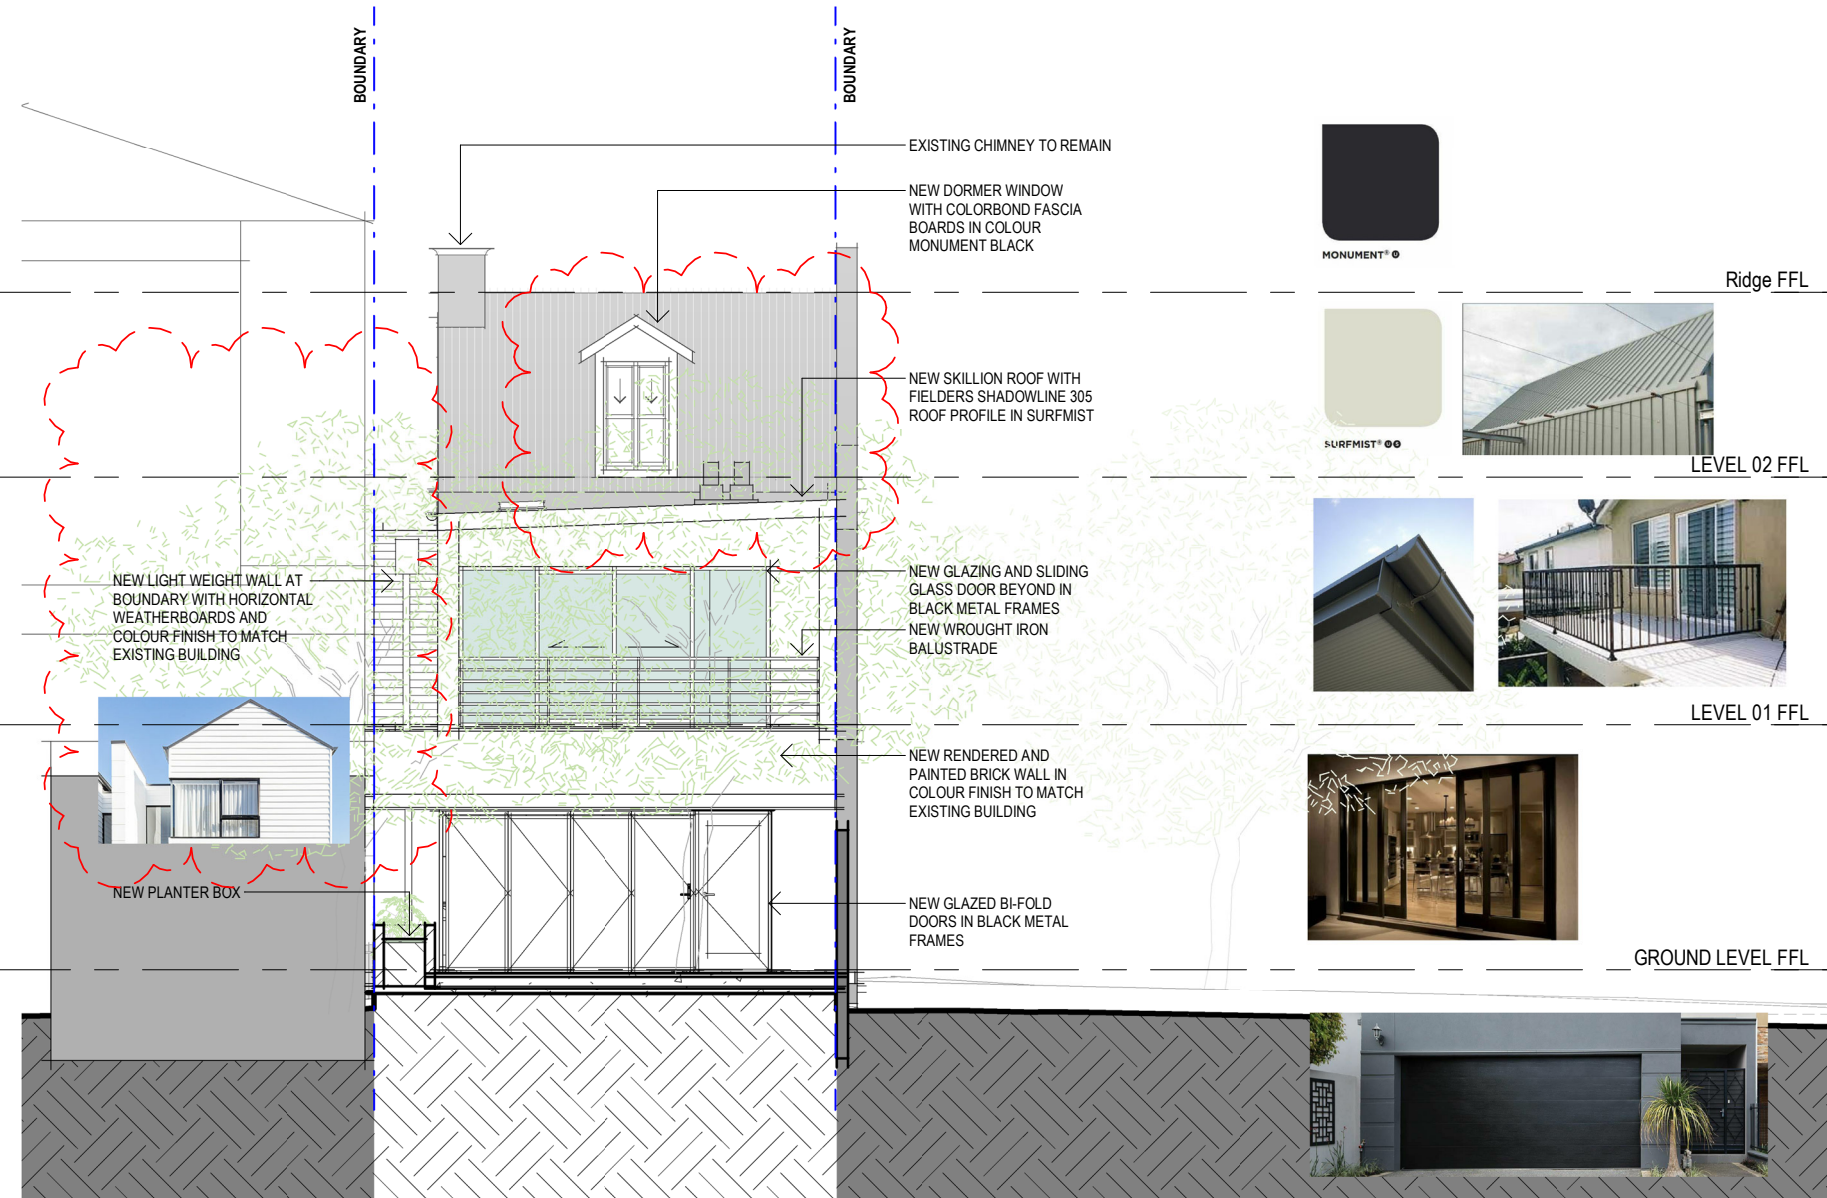 BOUNDARY
BOUNDARY
EXISTING CHIMNEY TO REMAIN
NEW DORMER WINDOW
WITH COLORBOND FASCIA
BOARDS IN COLOUR
MONUMENT BLACK
MONUMENT® U
Ridge FFL
NEW SKILLION ROOF WITH
FIELDERS SHADOWLINE 305
ROOF PROFILE IN SURFMIST
SURFMIST® U S
LEVEL 02 FFL
NEW LIGHT WEIGHT WALL AT
BOUNDARY WITH HORIZONTAL
WEATHERBOARDS AND
COLOUR FINISH TO MATCH
EXISTING BUILDING
NEW GLAZING AND SLIDING
GLASS DOOR BEYOND IN
BLACK METAL FRAMES
NEW WROUGHT IRON
BALUSTRADE
LEVEL 01 FFL
NEW RENDERED AND
PAINTED BRICK WALL IN
COLOUR FINISH TO MATCH
EXISTING BUILDING
NEW PLANTER BOX
NEW GLAZED BI-FOLD
DOORS IN BLACK METAL
FRAMES
GROUND LEVEL FFL